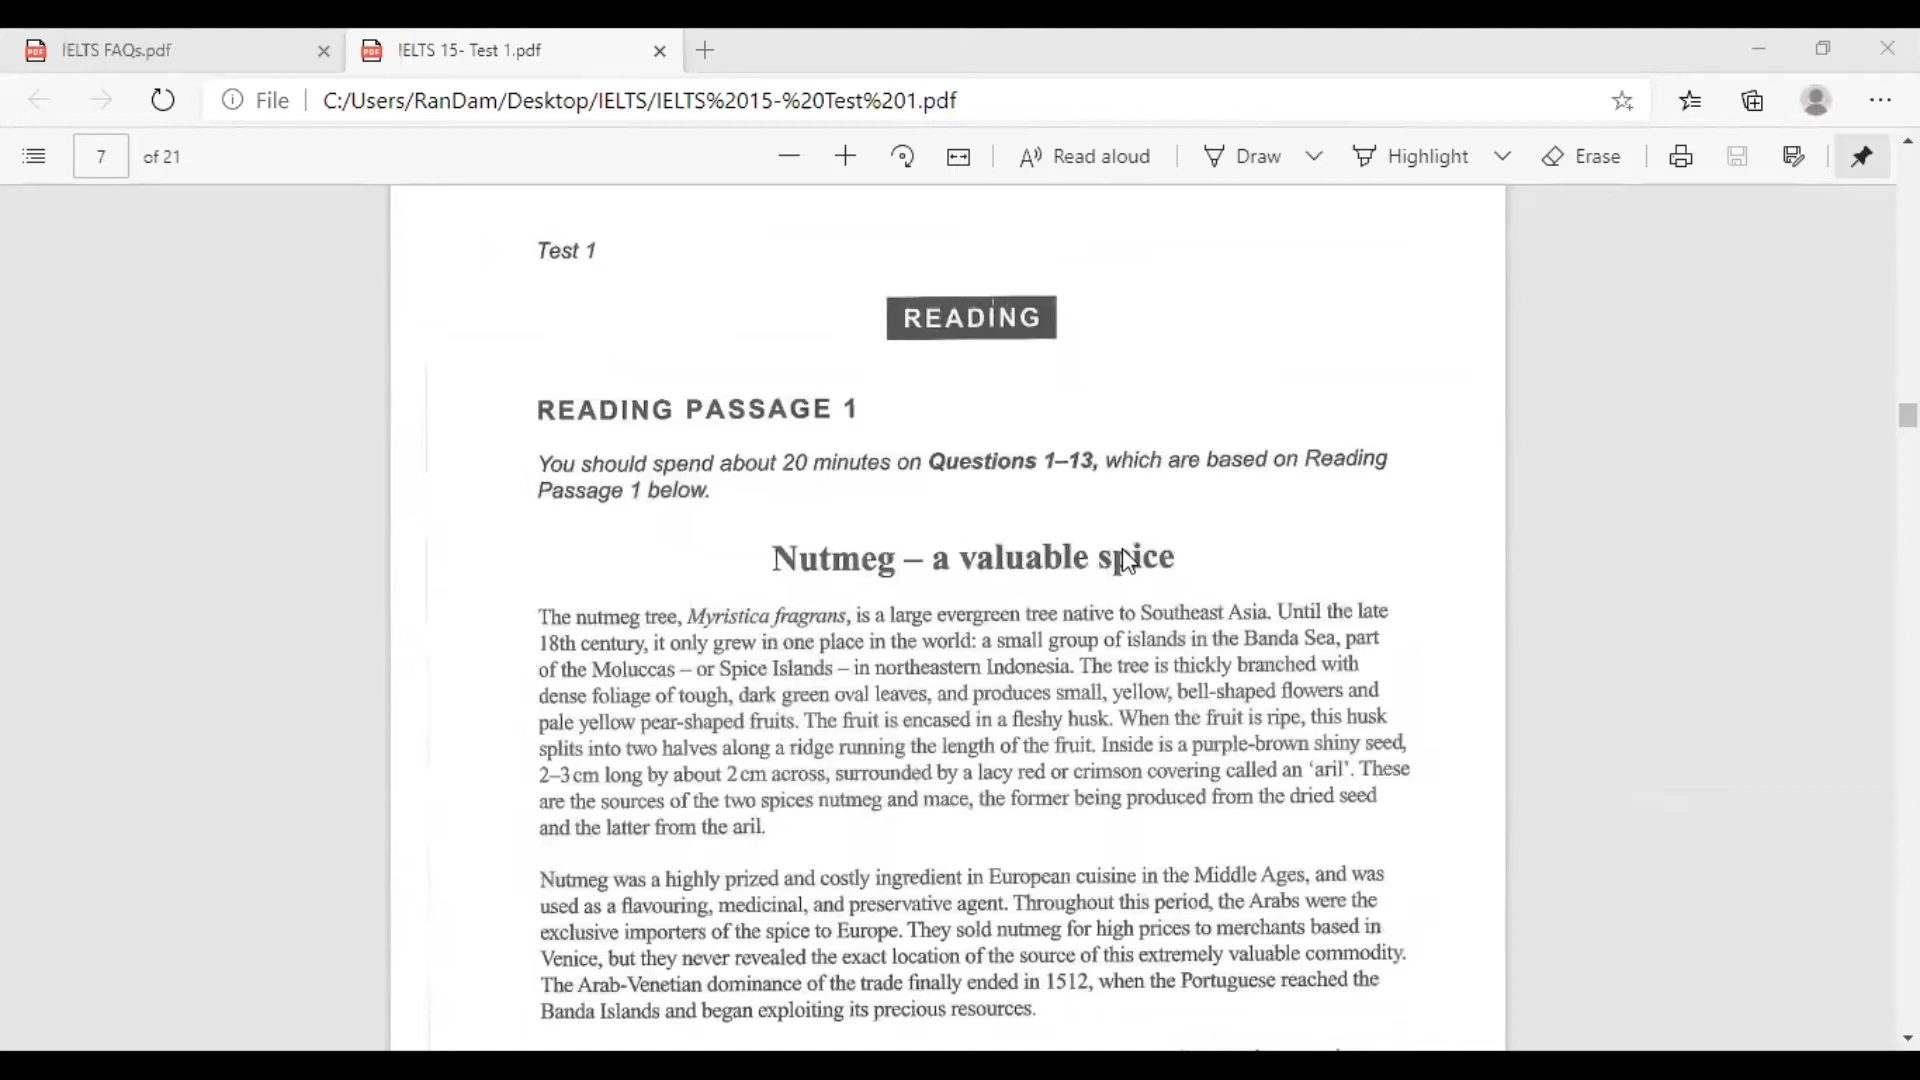 IELTS FAQs.pdf
IELTS 15- Test 1.pdf
File
C:/Users/RanDam/Desktop/IELTS/IELTS%2015-%20Test%201.pdf
7 of 21
Read aloud
Draw
Highlight
Erase
Test 1
READING
READING PASSAGE 1
You should spend about 20 minutes on Questions 1–13, which are based on Reading
Passage 1 below.
Nutmeg – a valuable spice
The nutmeg tree, Myristica fragrans, is a large evergreen tree native to Southeast Asia. Until the late
18th century, it only grew in one place in the world: a small group of islands in the Banda Sea, part
of the Moluccas – or Spice Islands – in northeastern Indonesia. The tree is thickly branched with
dense foliage of tough, dark green oval leaves, and produces small, yellow, bell-shaped flowers and
pale yellow pear-shaped fruits. The fruit is encased in a fleshy husk. When the fruit is ripe, this husk
splits into two halves along a ridge running the length of the fruit. Inside is a purple-brown shiny seed,
2–3 cm long by about 2 cm across, surrounded by a lacy red or crimson covering called an ‘aril’. These
are the sources of the two spices nutmeg and mace, the former being produced from the dried seed
and the latter from the aril.
Nutmeg was a highly prized and costly ingredient in European cuisine in the Middle Ages, and was
used as a flavouring, medicinal, and preservative agent. Throughout this period, the Arabs were the
exclusive importers of the spice to Europe. They sold nutmeg for high prices to merchants based in
Venice, but they never revealed the exact location of the source of this extremely valuable commodity.
The Arab-Venetian dominance of the trade finally ended in 1512, when the Portuguese reached the
Banda Islands and began exploiting its precious resources.